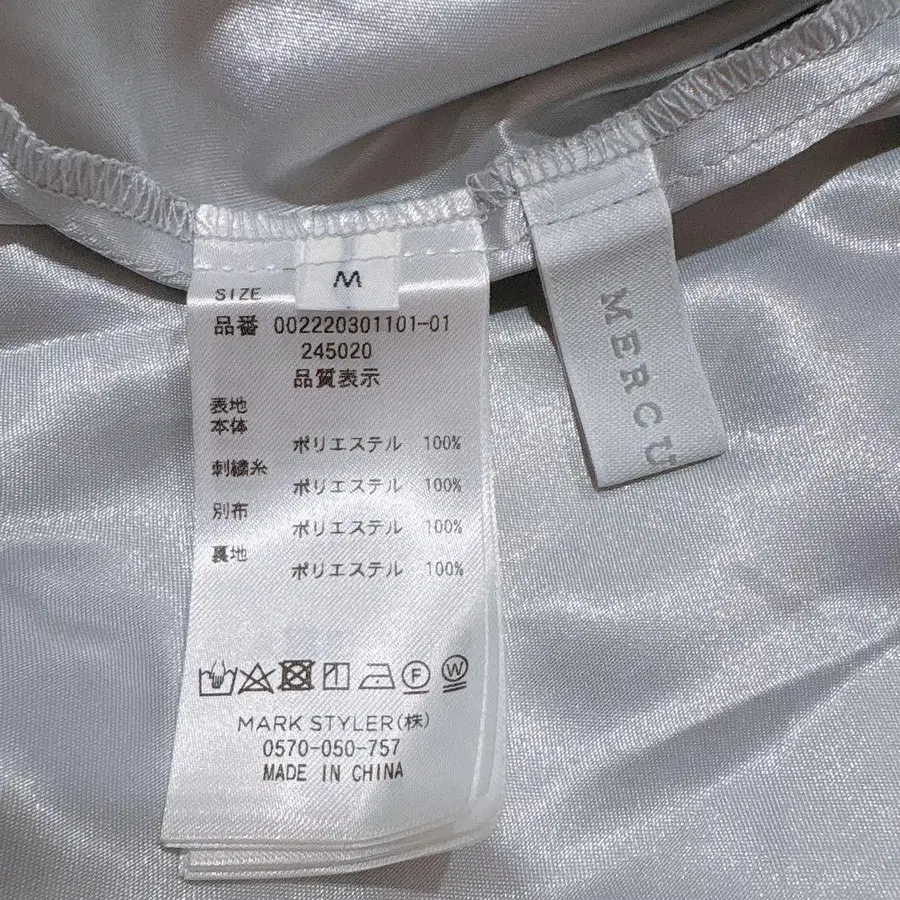 M
SIZE
品番 002220301101-01
245020
品質表示
表地
本体
ポリエステル 100%
刺繍糸
ポリエステル 100%
別布
ポリエステル 100%
裏地
ポリエステル 100%
F W
MARK STYLER(株)
0570-050-757
MADE IN CHINA
MERCU